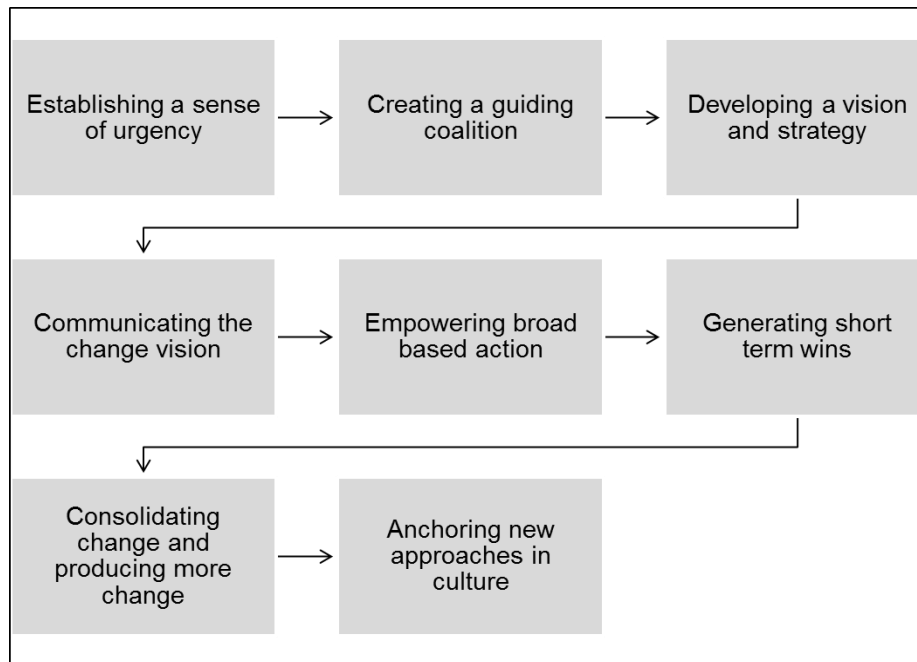 Establishing a sense
of urgency
Creating a guiding
coalition
Developing a vision
and strategy
Communicating the
change vision
Empowering broad
based action
Generating short
term wins
Consolidating
change and
producing more
change
Anchoring new
approaches in
culture